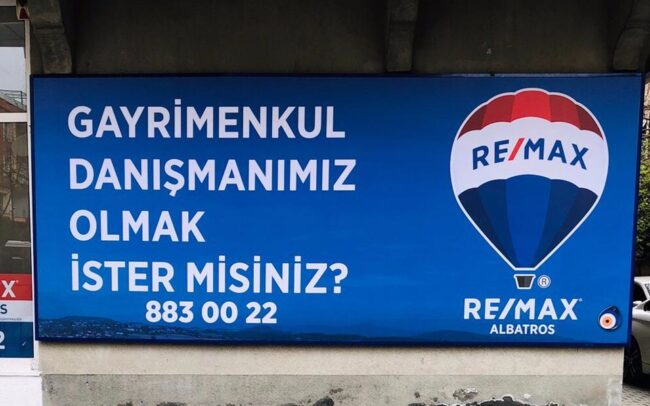 GAYRİMENKUL
DANIŞMANIMIZ
OLMAK
İSTER MİSİNİZ?
883 00 22
RE/MAX
®
RE/MAX
ALBATROS